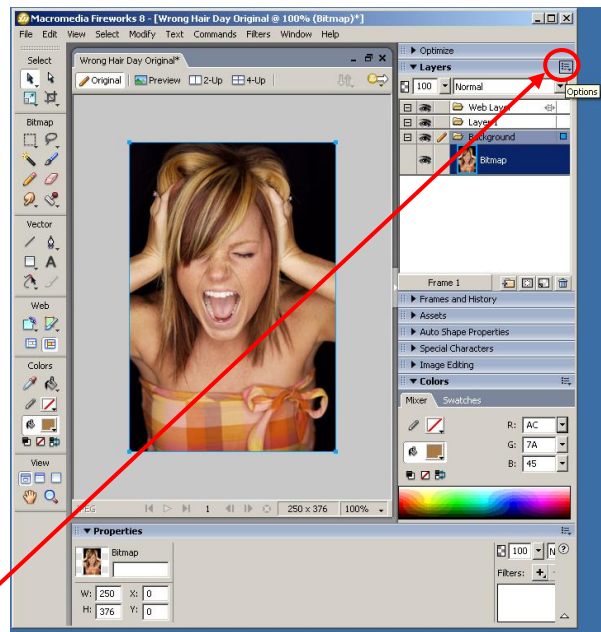 Macromedia Fireworks 8 - [Wrong Hair Day Original @ 100% (Bitmap)*]
File Edit View Select Modify Text Commands Filters Window Help
Select
Bitmap
Vector
A
Web
Colors
View
Wrong Hair Day Original*
Original Preview 2-Up 4-Up
JPEG 1 250 x 376 100%
Optimize
Layers
Options
100 Normal
Web Layer
Layer 1
Background
Bitmap
Frame 1
Frames and History
Assets
Auto Shape Properties
Special Characters
Image Editing
Colors
Mixer Swatches
R: AC
G: 7A
B: 45
Properties
Bitmap
100 N ?
Filters: +
W: 250 X: 0
H: 376 Y: 0